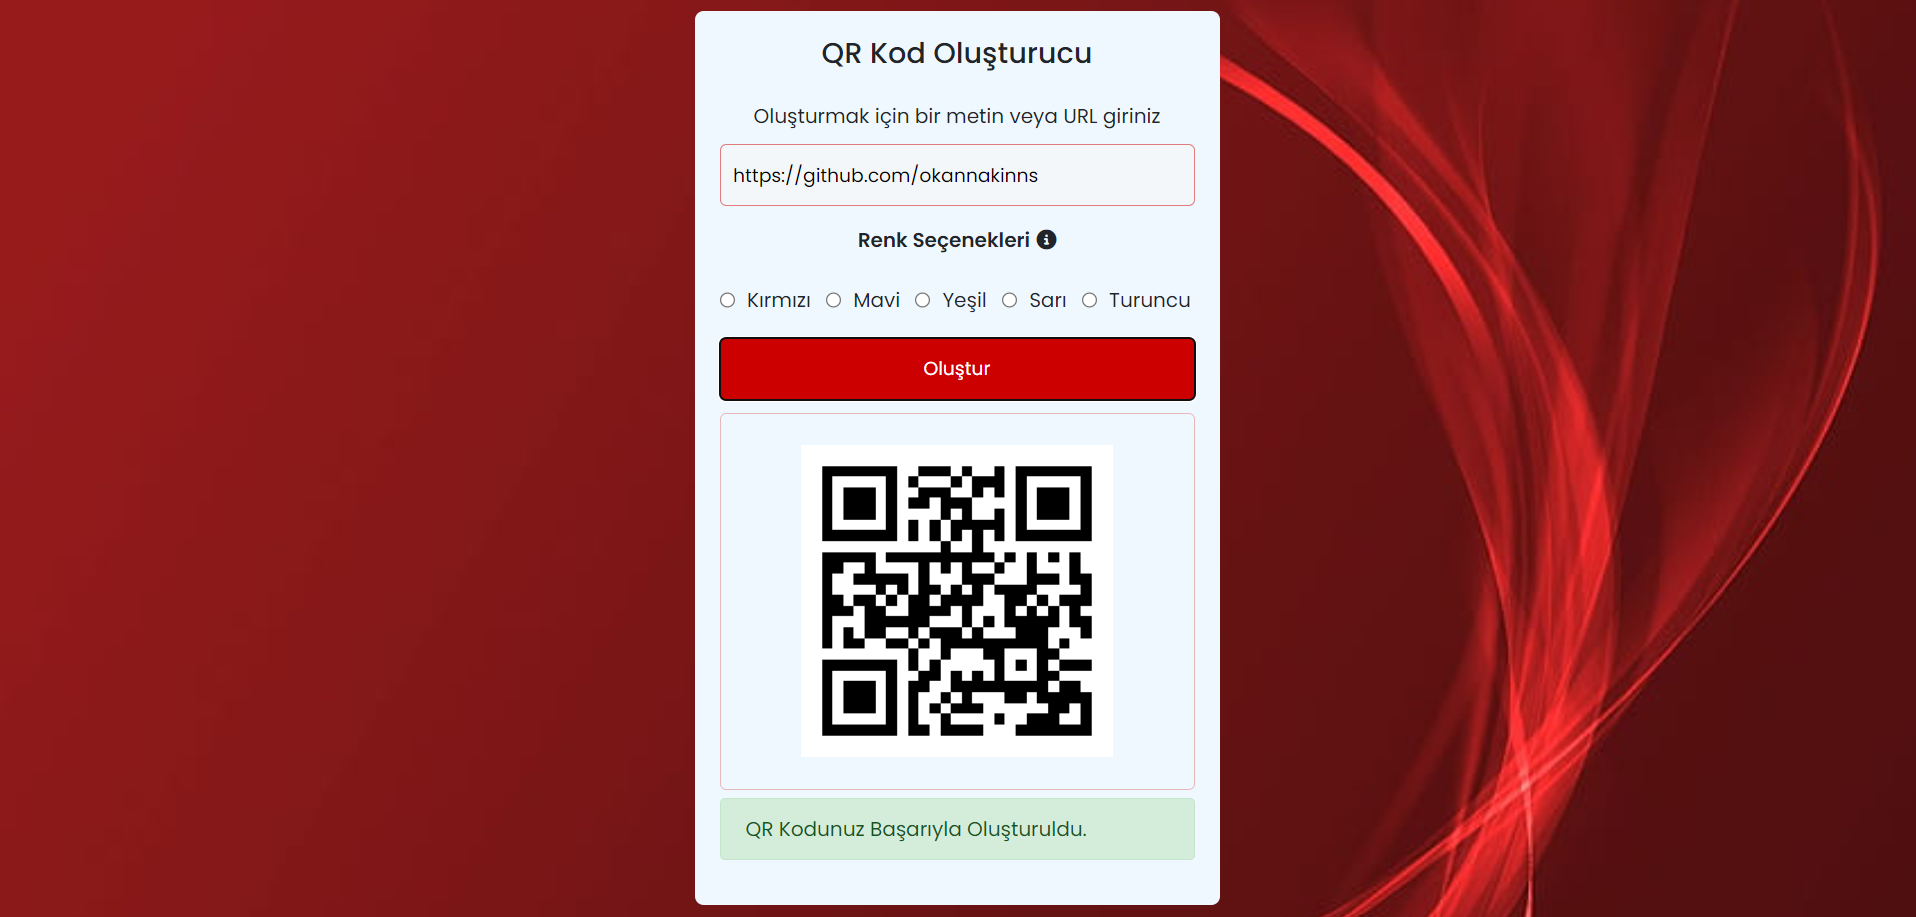 QR Kod Oluşturucu
Oluşturmak için bir metin veya URL giriniz
https://github.com/okannakinns
Renk Seçenekleri
Kırmızı Mavi Yeşil Sarı Turuncu
Oluştur
QR Kodunuz Başarıyla Oluşturuldu.